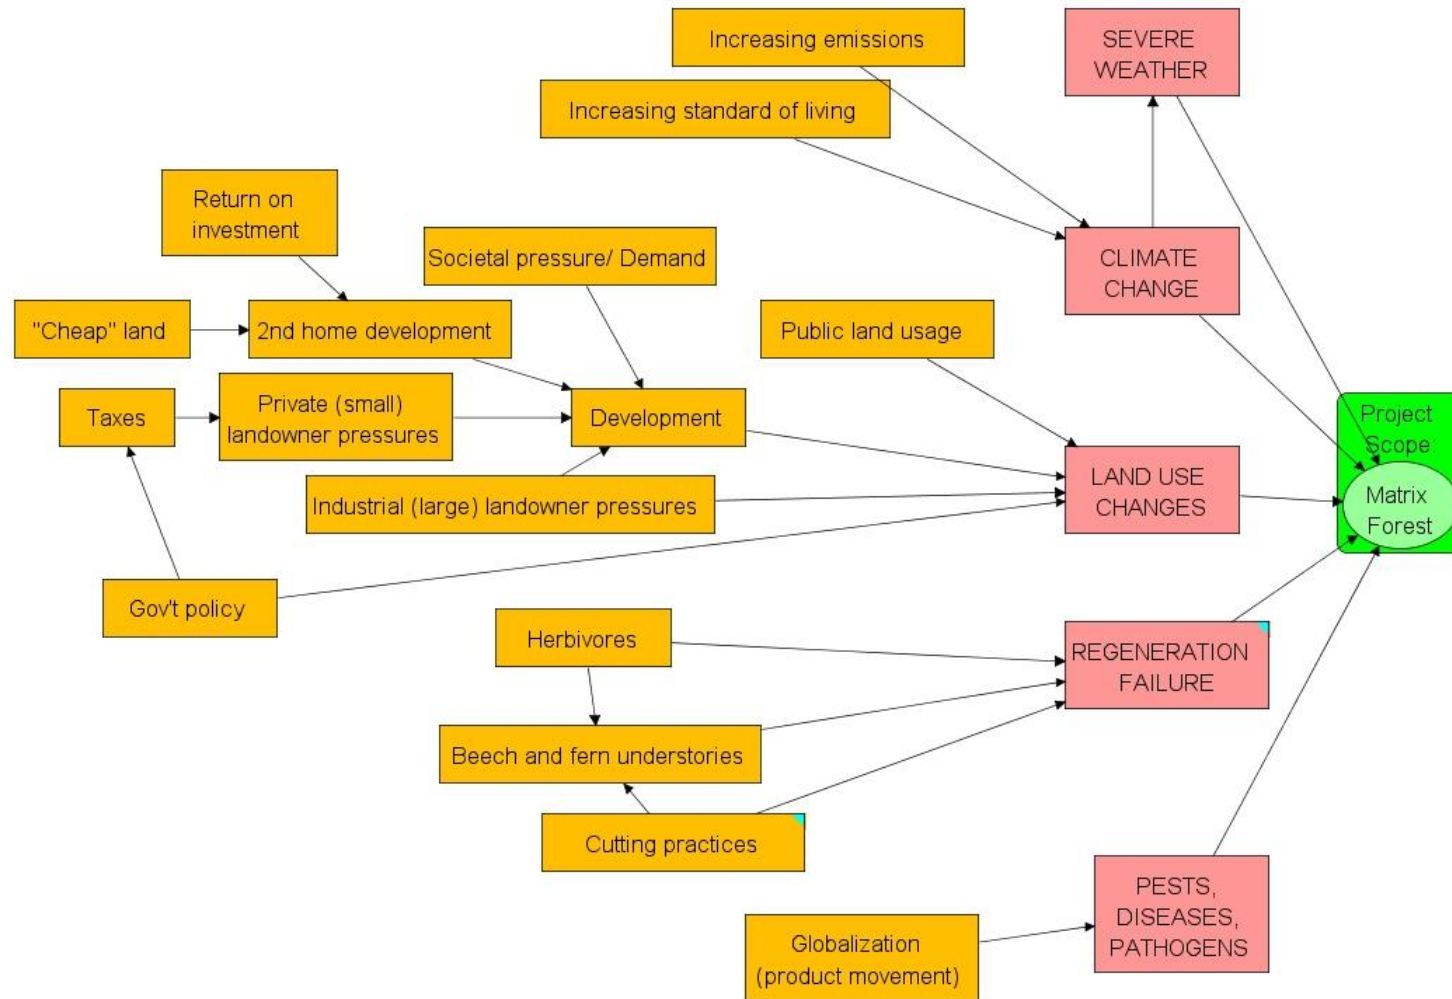 Increasing emissions
SEVERE
WEATHER
Increasing standard of living
Return on
investment
Societal pressure/ Demand
CLIMATE
CHANGE
"Cheap" land
2nd home development
Public land usage
Taxes
Private (small)
landowner pressures
Development
Project
Scope:
LAND USE
CHANGES
Industrial (large) landowner pressures
Matrix
Forest
Gov't policy
Herbivores
REGENERATION
FAILURE
Beech and fern understories
Cutting practices
PESTS,
DISEASES,
PATHOGENS
Globalization
(product movement)